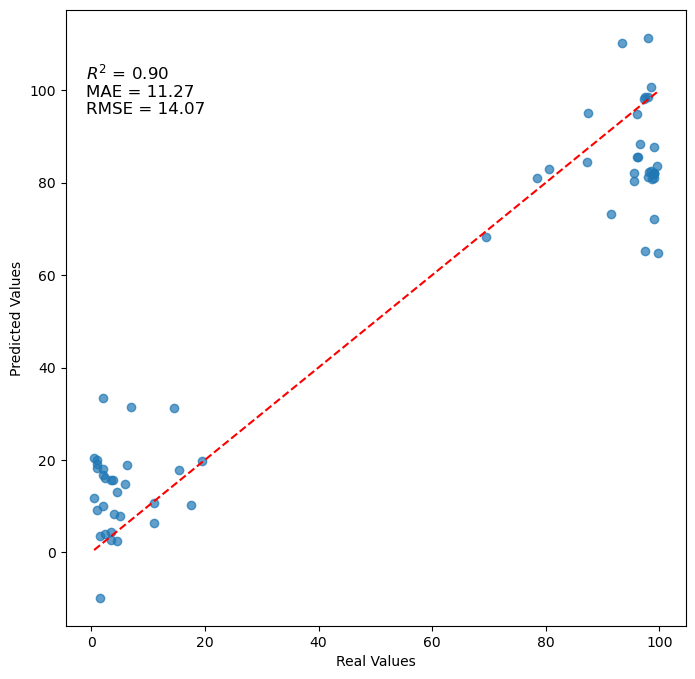 R² = 0.90
MAE = 11.27
RMSE = 14.07
100
80
60
40
20
0
Predicted Values
0 20 40 60 80 100
Real Values